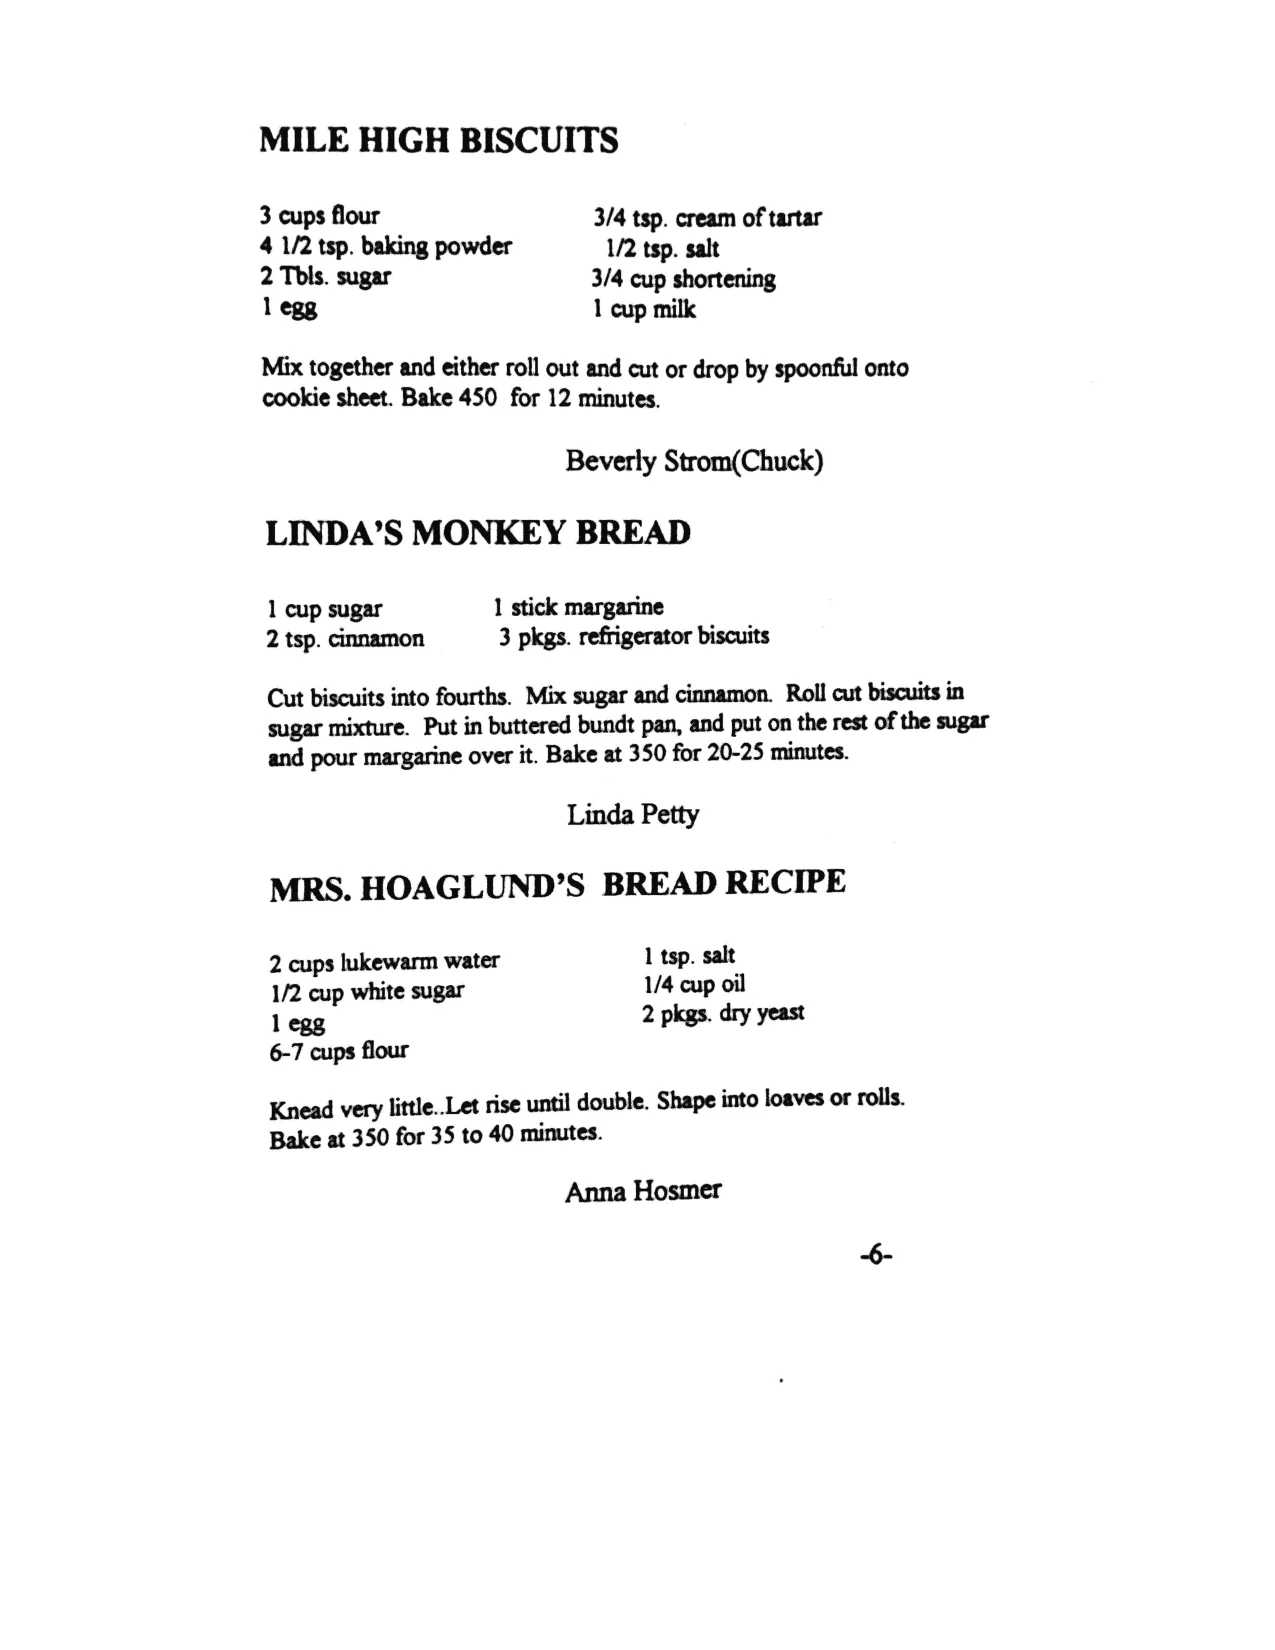 MILE HIGH BISCUITS
3 cups flour 3/4 tsp. cream of tartar
4 1/2 tsp. baking powder 1/2 tsp. salt
2 Tbls. sugar 3/4 cup shortening
1 egg 1 cup milk
Mix together and either roll out and cut or drop by spoonful onto
cookie sheet. Bake 450 for 12 minutes.
Beverly Strom(Chuck)
LINDA'S MONKEY BREAD
1 cup sugar 1 stick margarine
2 tsp. cinnamon 3 pkgs. refrigerator biscuits
Cut biscuits into fourths. Mix sugar and cinnamon. Roll cut biscuits in
sugar mixture. Put in buttered bundt pan, and put on the rest of the sugar
and pour margarine over it. Bake at 350 for 20-25 minutes.
Linda Petty
MRS. HOAGLUND'S BREAD RECIPE
2 cups lukewarm water 1 tsp. salt
1/2 cup white sugar 1/4 cup oil
1 egg 2 pkgs. dry yeast
6-7 cups flour
Knead very little..Let rise until double. Shape into loaves or rolls.
Bake at 350 for 35 to 40 minutes.
Anna Hosmer
-6-